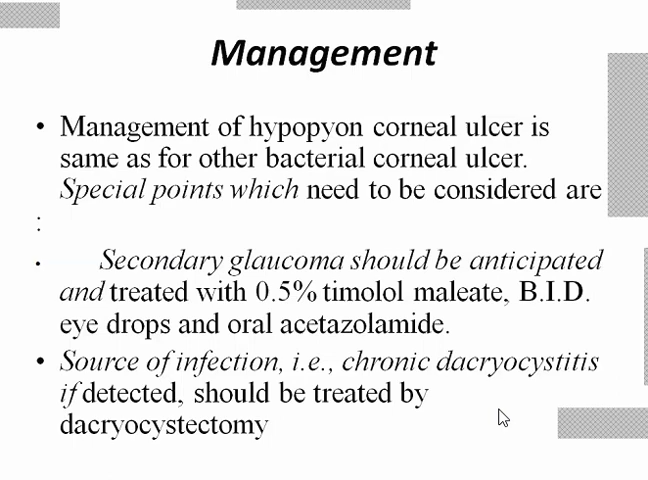 Management
• Management of hypopyon corneal ulcer is
same as for other bacterial corneal ulcer.
Special points which need to be considered are
:
• Secondary glaucoma should be anticipated
and treated with 0.5% timolol maleate, B.I.D.
eye drops and oral acetazolamide.
• Source of infection, i.e., chronic dacryocystitis
if detected, should be treated by
dacryocystectomy